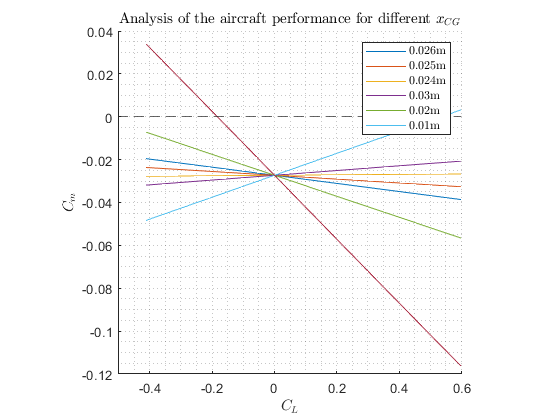 Analysis of the aircraft performance for different x_CG
0.04
0.02
0
-0.02
-0.04
-0.06
-0.08
-0.1
-0.12
C_m
0.026m
0.025m
0.024m
0.03m
0.02m
0.01m
-0.4
-0.2
0
0.2
0.4
0.6
C_L